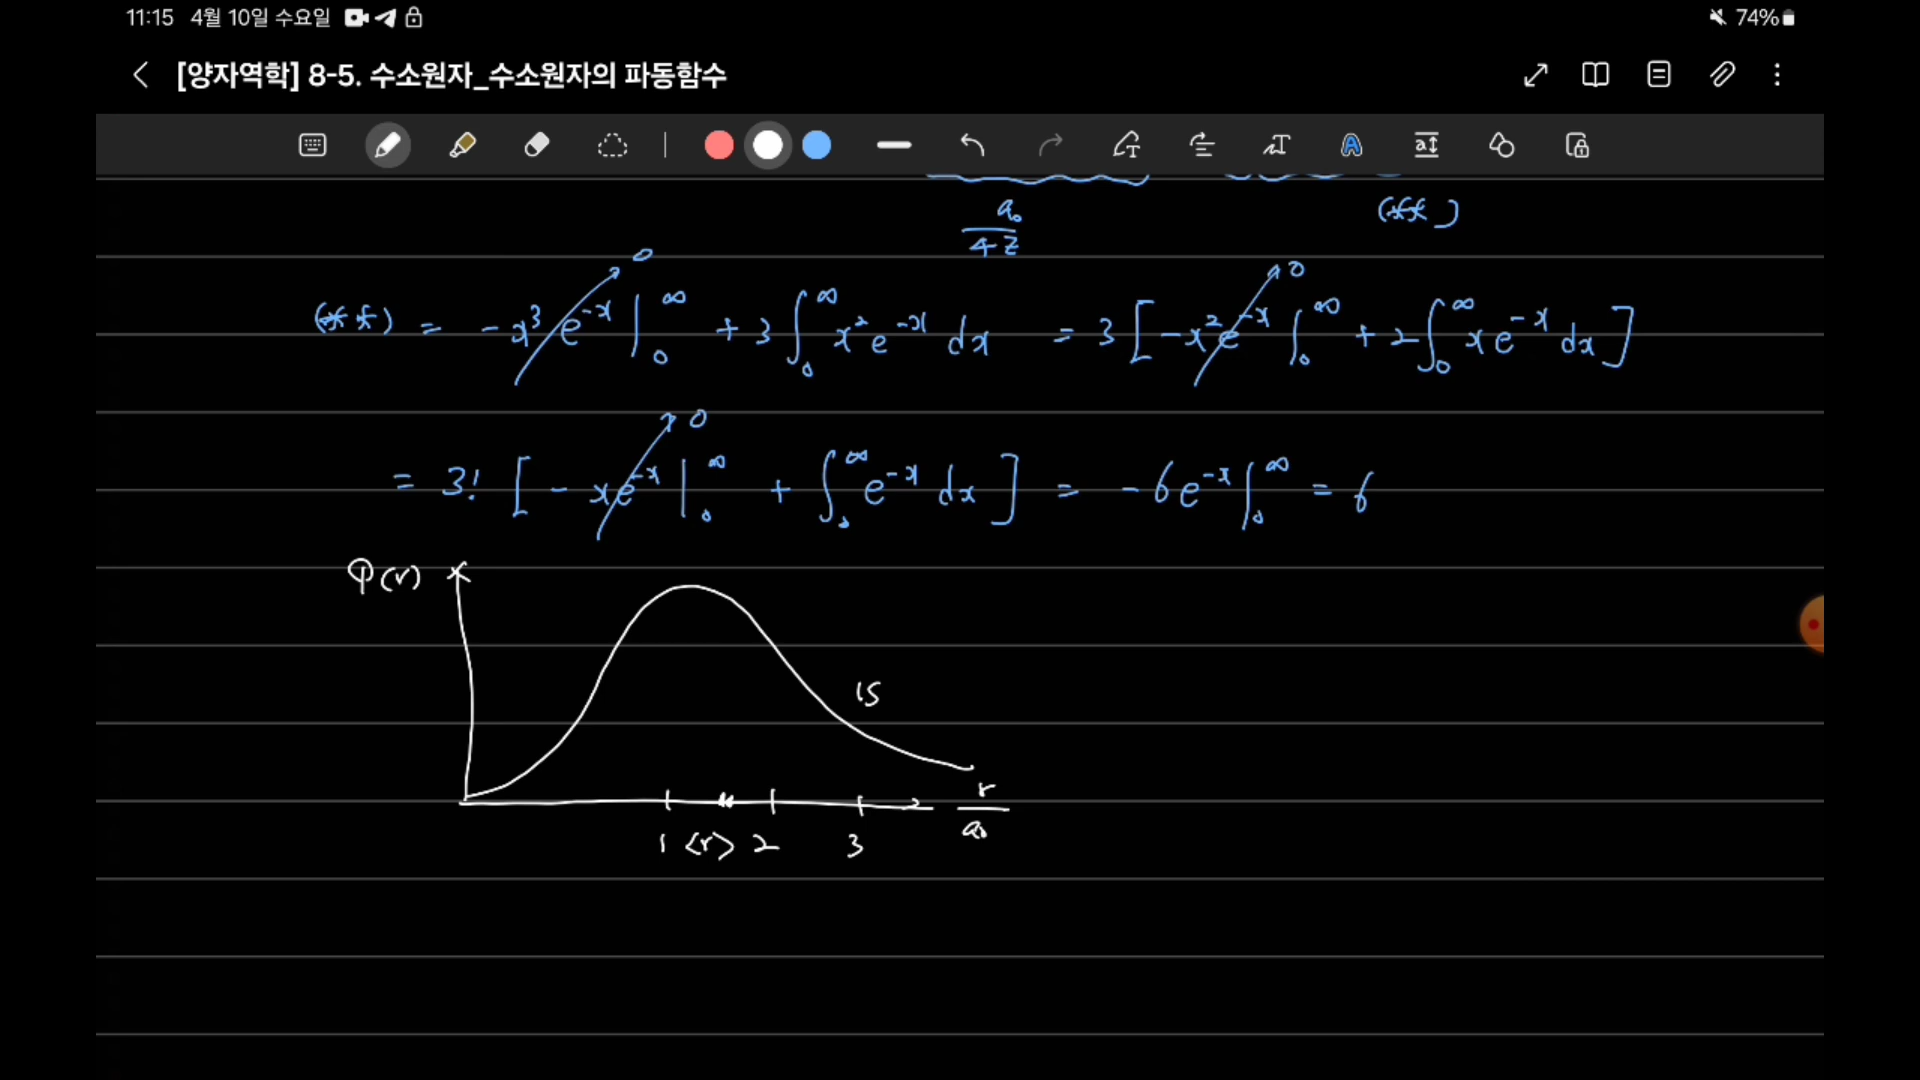 11:15 4월 10일 수요일
74%
[양자역학] 8-5. 수소원자_수소원자의 파동함수
a₀/4Z
(**)
(**) = -x³e^{-x}|₀^∞ → 0 + 3∫₀^∞ x²e^{-x} dx = 3[-x²e^{-x}|₀^∞ → 0 + 2∫₀^∞ xe^{-x} dx]
= 3! [-xe^{-x}|₀^∞ → 0 + ∫₀^∞ e^{-x} dx] = -6e^{-x}|₀^∞ = 6
P(r)
1S
r/a₀
1 <r> 2 3